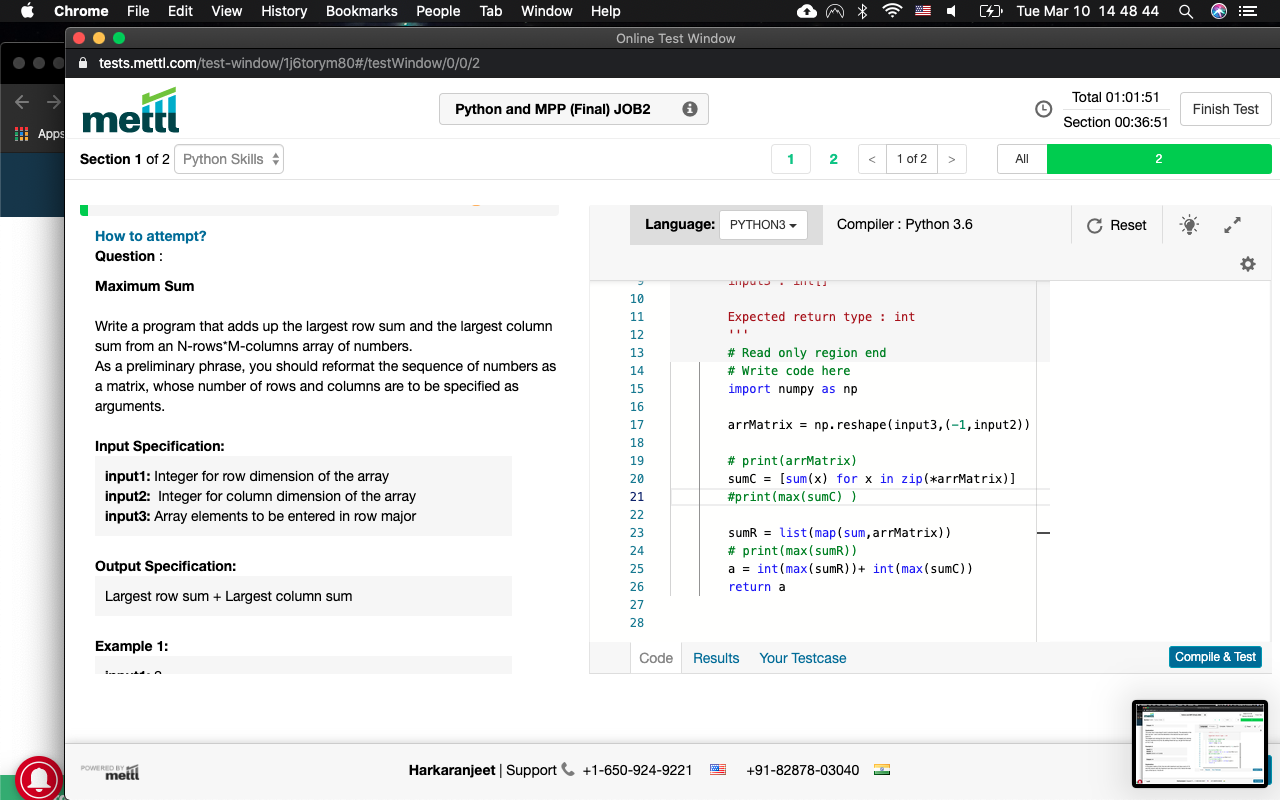 Chrome File Edit View History Bookmarks People Tab Window Help Tue Mar 10 14 48 44
Online Test Window
tests.mettl.com/test-window/1j6torym80#/testWindow/0/0/2
Apps
mettl
Python and MPP (Final) JOB2
Total 01:01:51
Section 00:36:51
Finish Test
Section 1 of 2 Python Skills
1 2 < 1 of 2 > All 2
How to attempt?
Question :
Maximum Sum
Write a program that adds up the largest row sum and the largest column
sum from an N-rows*M-columns array of numbers.
As a preliminary phrase, you should reformat the sequence of numbers as
a matrix, whose number of rows and columns are to be specified as
arguments.
Input Specification:
input1: Integer for row dimension of the array
input2: Integer for column dimension of the array
input3: Array elements to be entered in row major
Output Specification:
Largest row sum + Largest column sum
Example 1:
Language: PYTHON3 Compiler : Python 3.6 Reset
9 input3 : int[]
10
11 Expected return type : int
12 '''
13 # Read only region end
14 # Write code here
15 import numpy as np
16
17 arrMatrix = np.reshape(input3,(-1,input2))
18
19 # print(arrMatrix)
20 sumC = [sum(x) for x in zip(*arrMatrix)]
21 #print(max(sumC) )
22
23 sumR = list(map(sum,arrMatrix))
24 # print(max(sumR))
25 a = int(max(sumR))+ int(max(sumC))
26 return a
27
28
Code Results Your Testcase Compile & Test
POWERED BY mettl
Harkaranjeet | Support +1-650-924-9221 +91-82878-03040